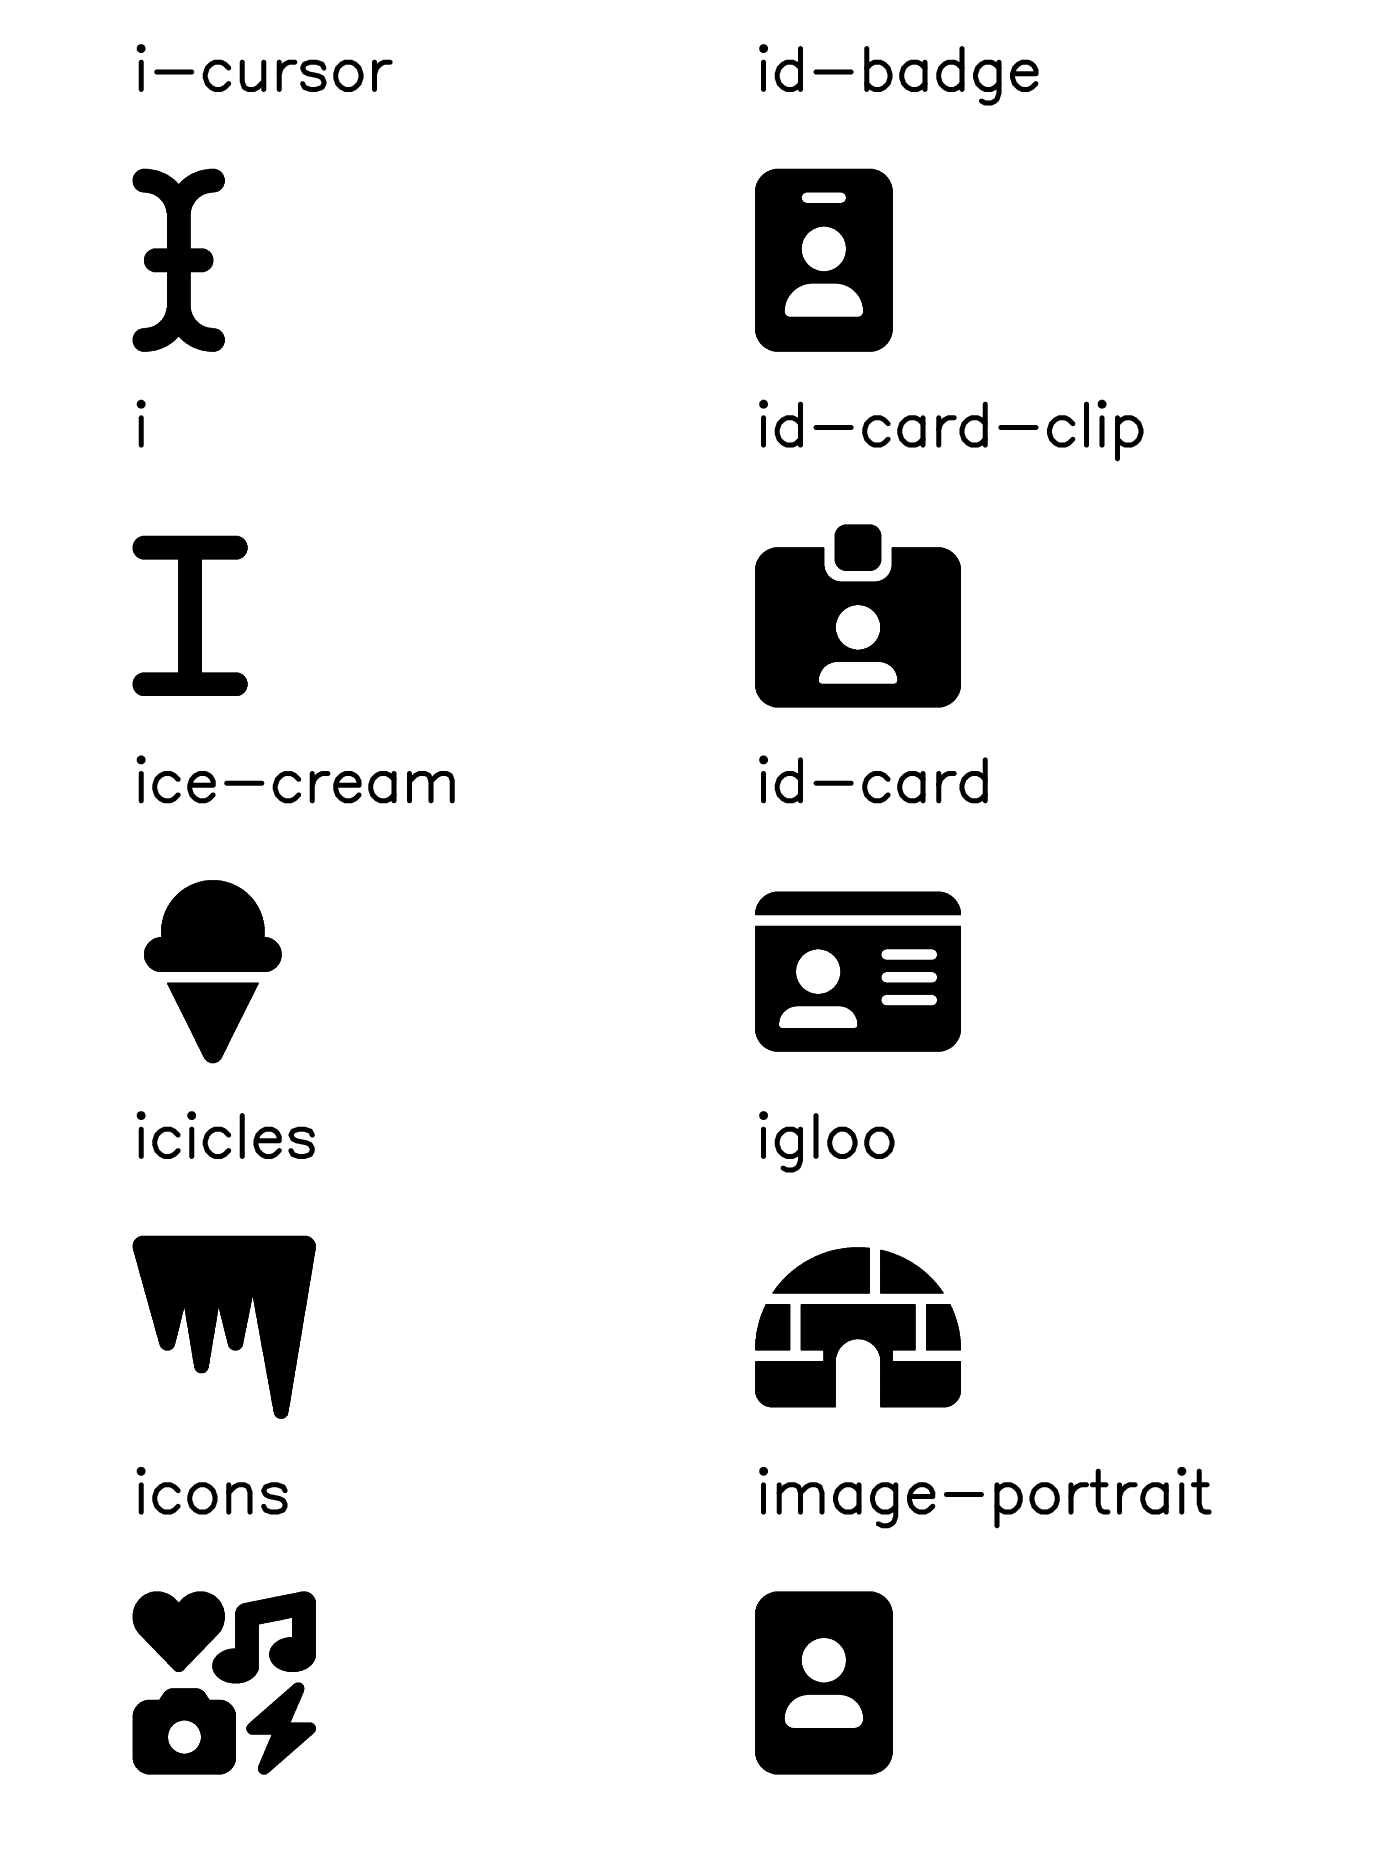 i-cursor
id-badge
i
id-card-clip
ice-cream
id-card
icicles
igloo
icons
image-portrait